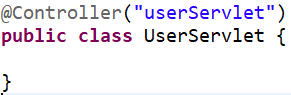 @Controller("userServlet")
public class UserServlet {
}